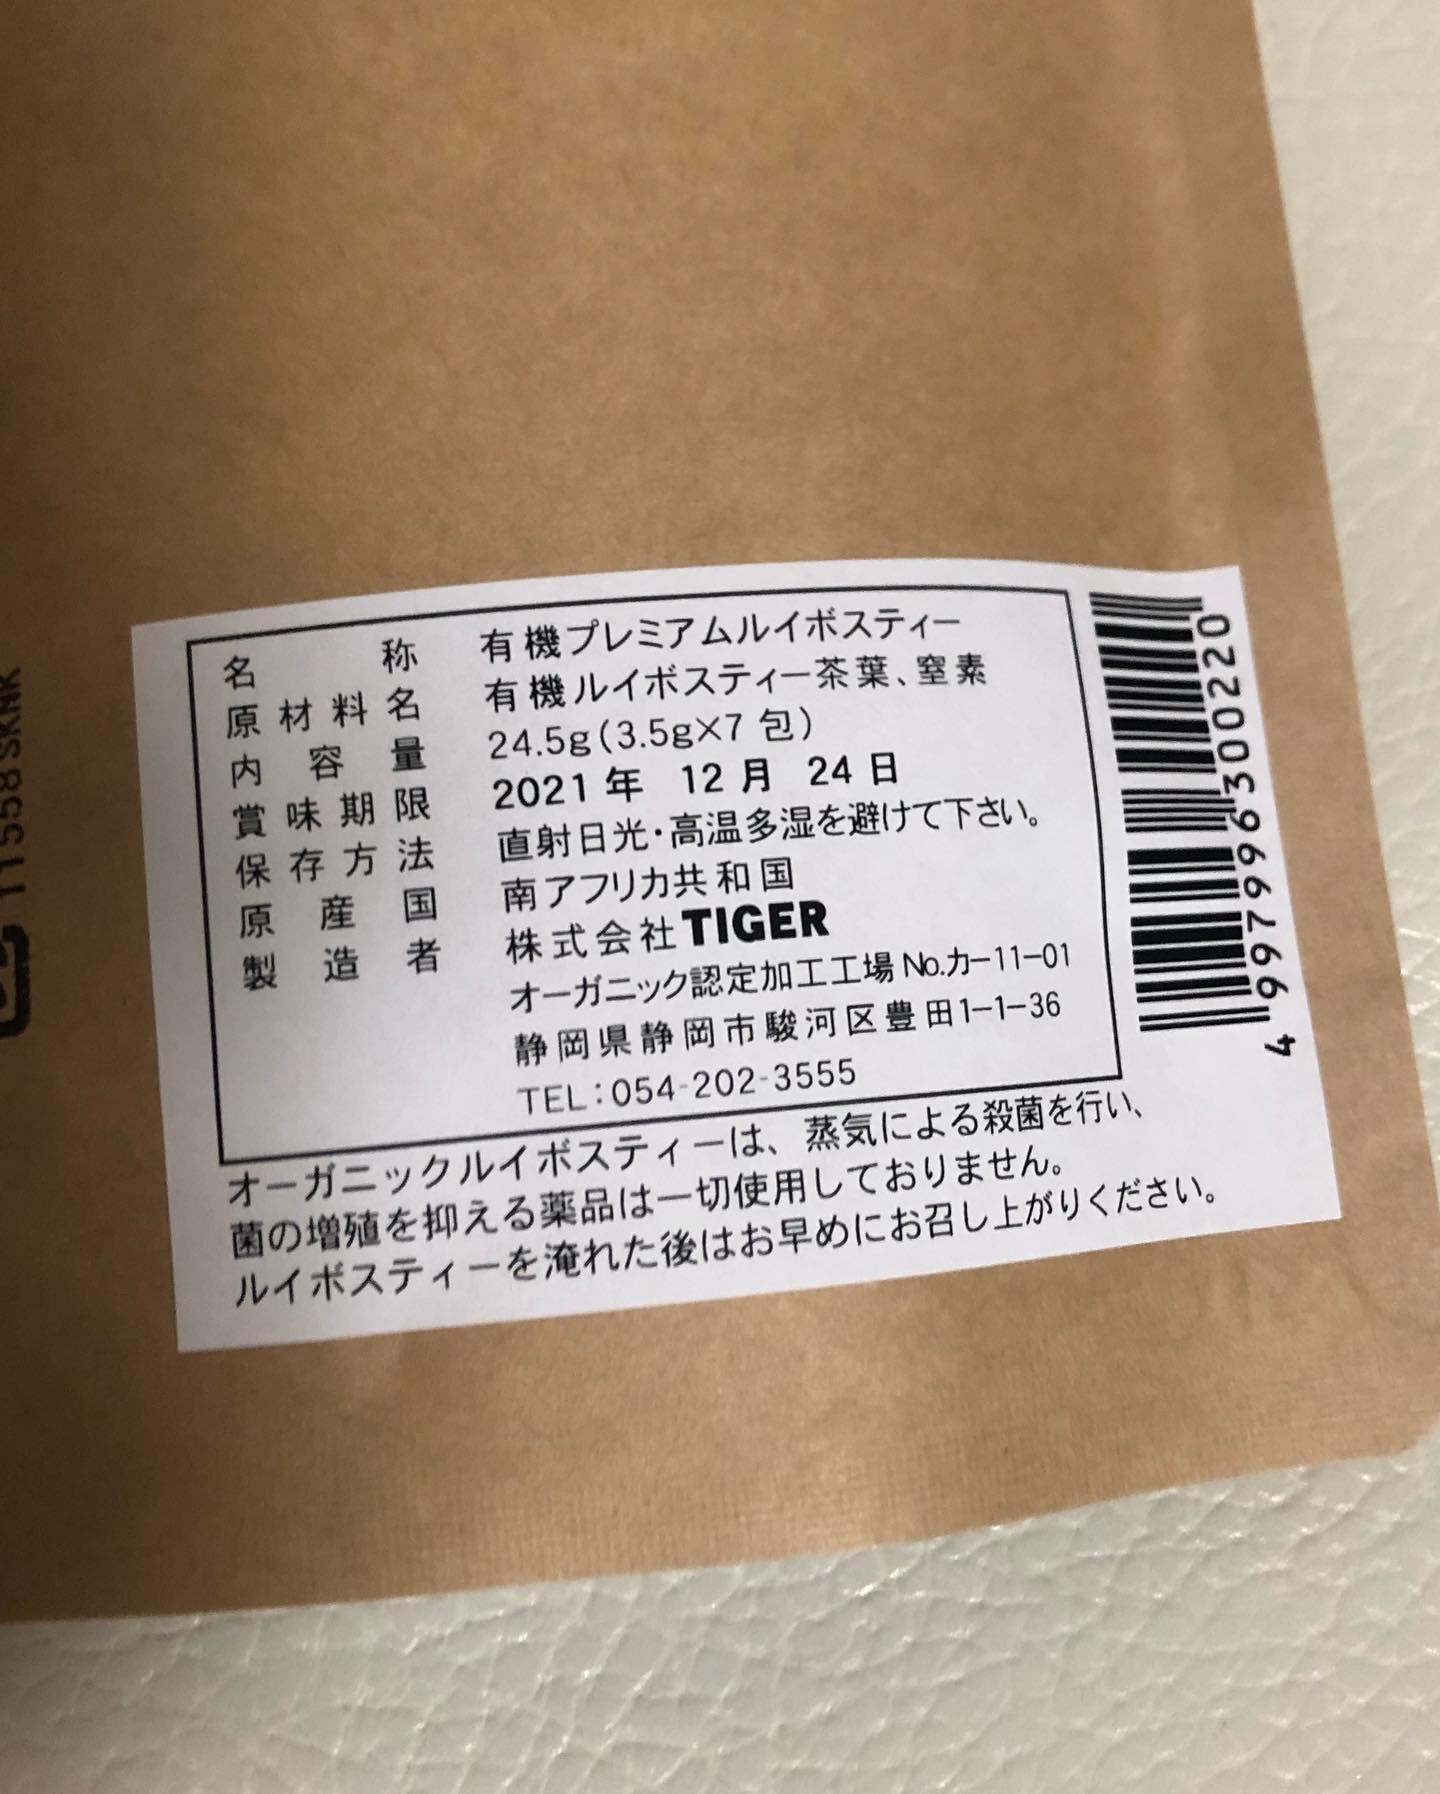 名称 有機プレミアムルイボスティー
原材料名 有機ルイボスティー茶葉、窒素
内容量 24.5g(3.5g×7 包)
賞味期限 2021 年 12 月 24 日
保存方法 直射日光・高温多湿を避けて下さい。
原産国 南アフリカ共和国
製造者 株式会社TIGER
オーガニック認定加工工場No.カ-11-01
静岡県静岡市駿河区豊田1-1-36
TEL:054-202-3555
オーガニックルイボスティーは、蒸気による殺菌を行い、
菌の増殖を抑える薬品は一切使用しておりません。
ルイボスティーを淹れた後はお早めにお召し上がりください。
4 997669 300220
11558SKNK